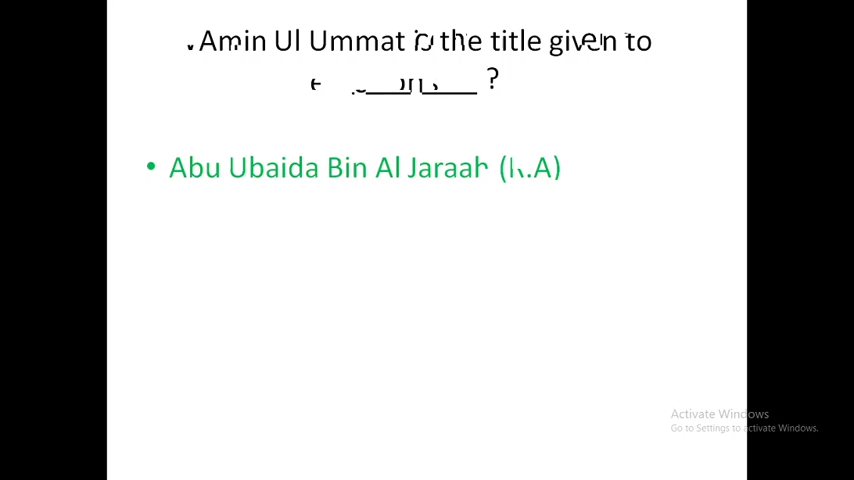 Amin Ul Ummat is the title given to
?
Abu Ubaida Bin Al Jaraah (R.A)
Activate Windows
Go to Settings to activate Windows.